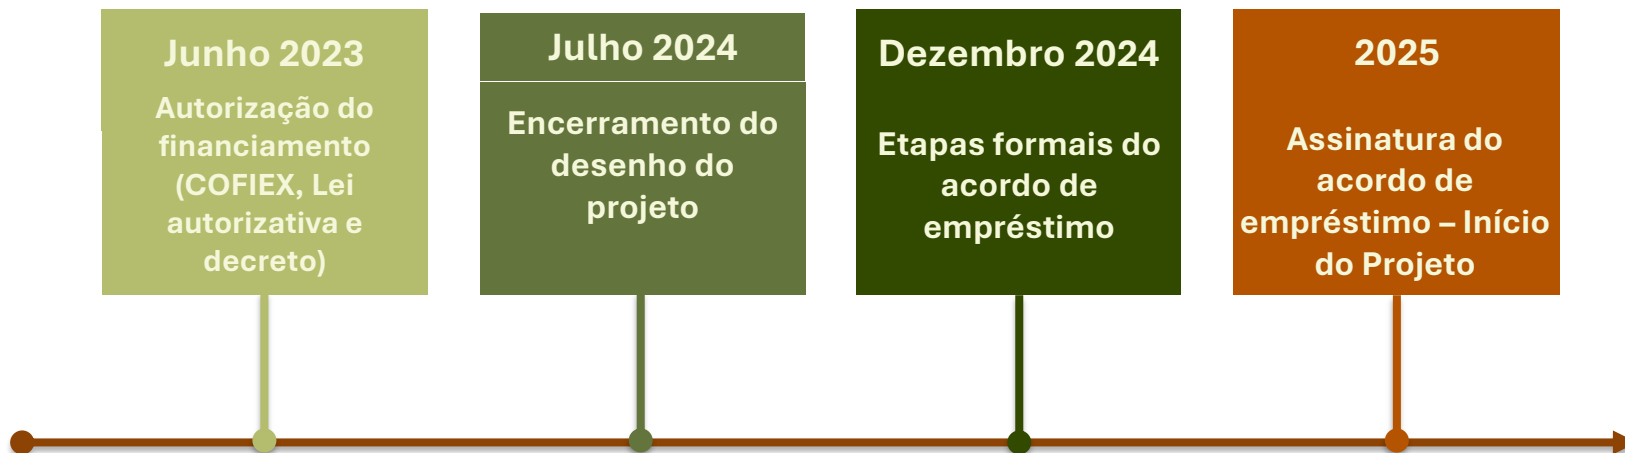 Junho 2023
Autorização do
financiamento
(COFIEX, Lei
autorizativa e
decreto)
Julho 2024
Encerramento do
desenho do
projeto
Dezembro 2024
Etapas formais do
acordo de
empréstimo
2025
Assinatura do
acordo de
empréstimo – Início
do Projeto